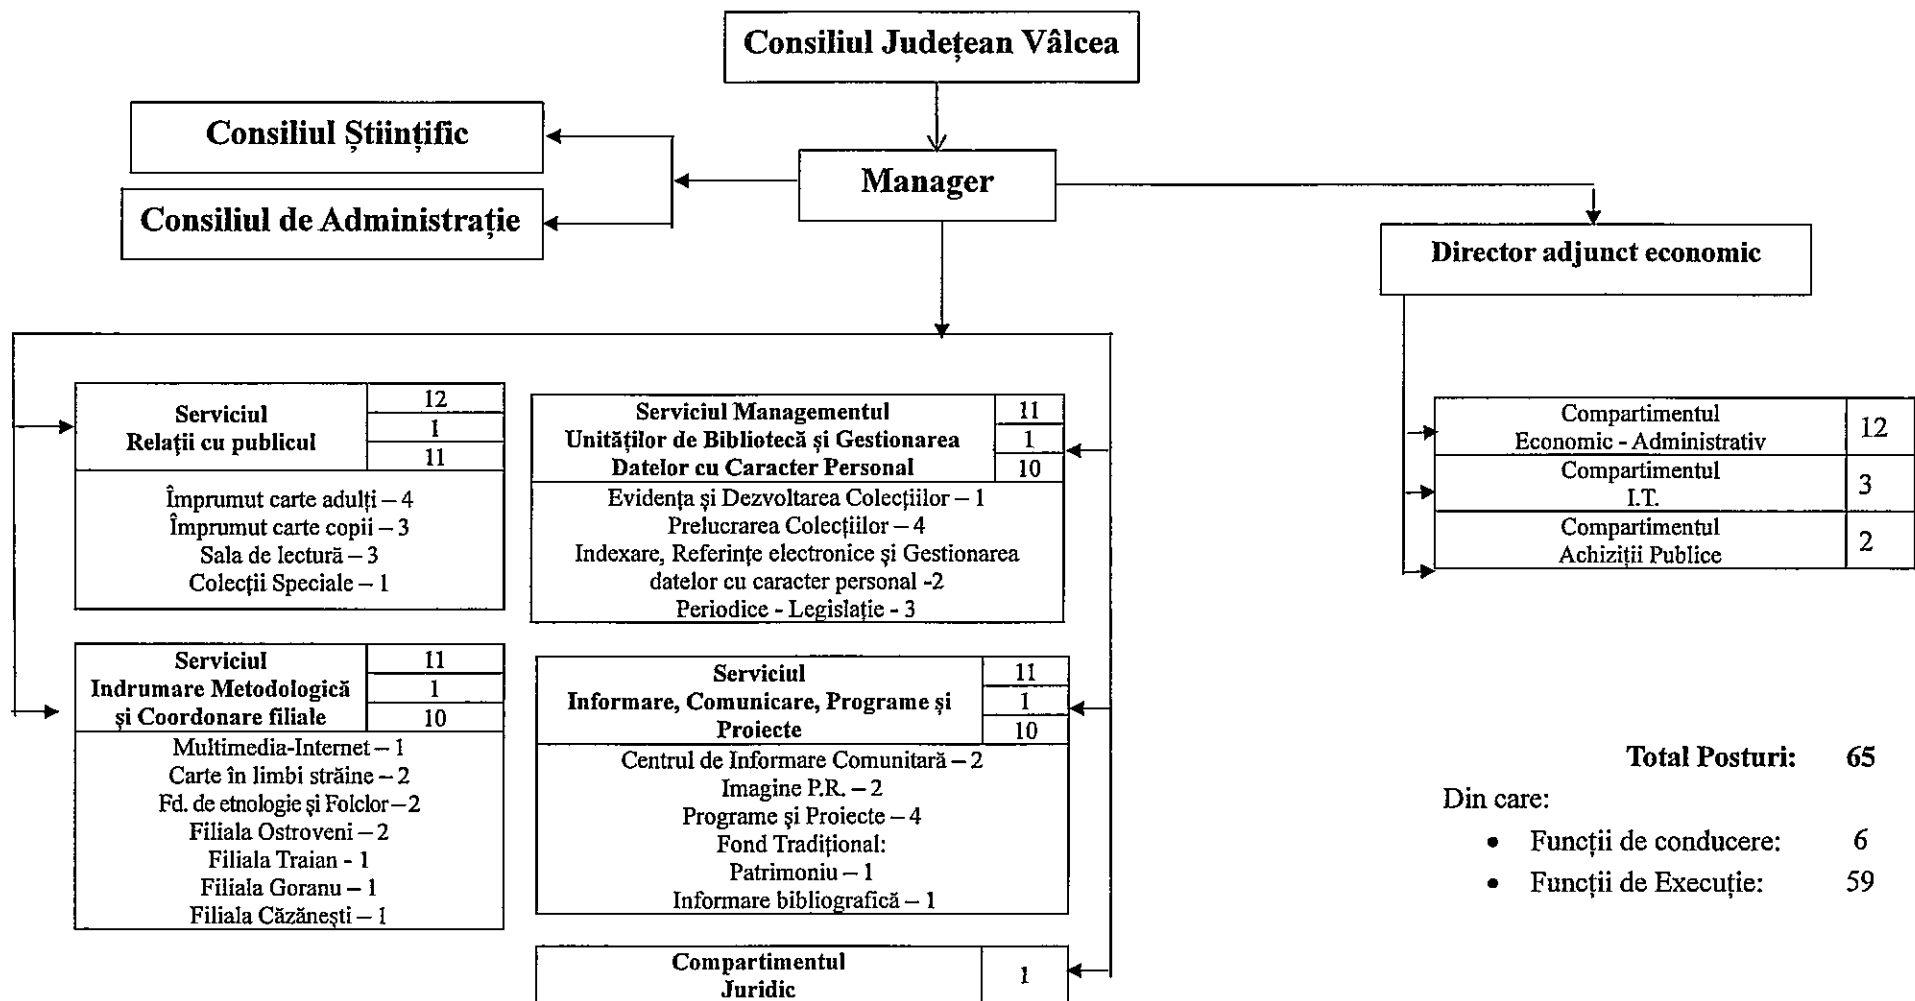 Consiliul Județean Vâlcea
Consiliul Științific
Manager
Consiliul de Administrație
Director adjunct economic
Serviciul
Relații cu publicul
12
1
11
Împrumut carte adulți – 4
Împrumut carte copii – 3
Sala de lectură – 3
Colecții Speciale – 1
Serviciul Managementul
Unităților de Bibliotecă și Gestionarea
Datelor cu Caracter Personal
11
1
10
Evidența și Dezvoltarea Colecțiilor – 1
Prelucrarea Colecțiilor – 4
Indexare, Referințe electronice și Gestionarea
datelor cu caracter personal -2
Periodice - Legislație - 3
Compartimentul
Economic - Administrativ
12
Compartimentul
I.T.
3
Compartimentul
Achiziții Publice
2
Serviciul
Indrumare Metodologică
și Coordonare filiale
11
1
10
Multimedia-Internet – 1
Carte în limbi străine – 2
Fd. de etnologie și Folclor – 2
Filiala Ostroveni – 2
Filiala Traian - 1
Filiala Goranu – 1
Filiala Căzănești – 1
Serviciul
Informare, Comunicare, Programe și
Proiecte
11
1
10
Centrul de Informare Comunitară – 2
Imagine P.R. – 2
Programe și Proiecte – 4
Fond Tradițional:
Patrimoniu – 1
Informare bibliografică – 1
Compartimentul
Juridic
1
Total Posturi: 65
Din care:
• Funcții de conducere: 6
• Funcții de Execuție: 59